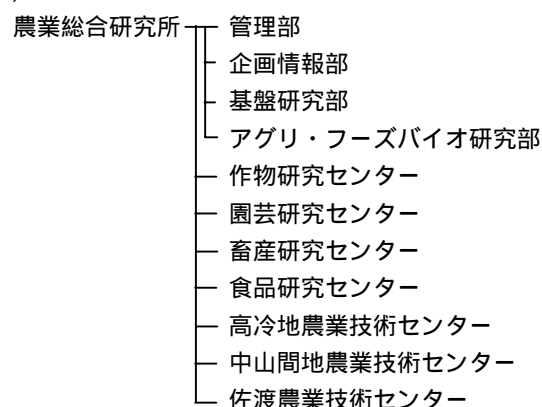 農業総合研究所 管理部
企画情報部
基盤研究部
アグリ・フーズバイオ研究部
作物研究センター
園芸研究センター
畜産研究センター
食品研究センター
高冷地農業技術センター
中山間地農業技術センター
佐渡農業技術センター